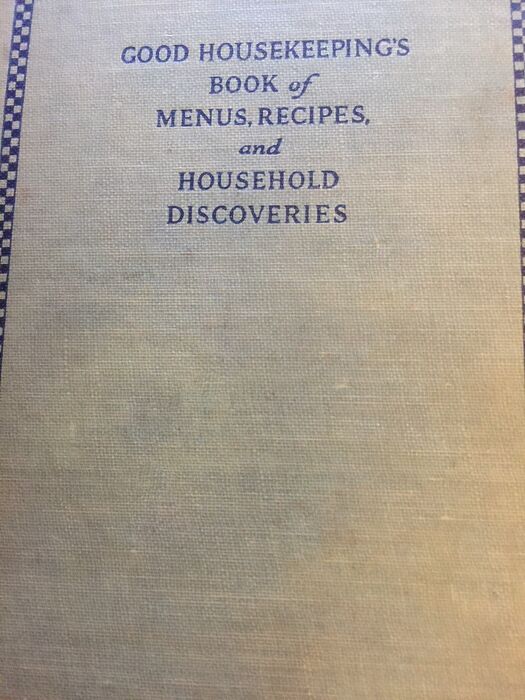 GOOD HOUSEKEEPING'S
BOOK of
MENUS, RECIPES,
and
HOUSEHOLD
DISCOVERIES